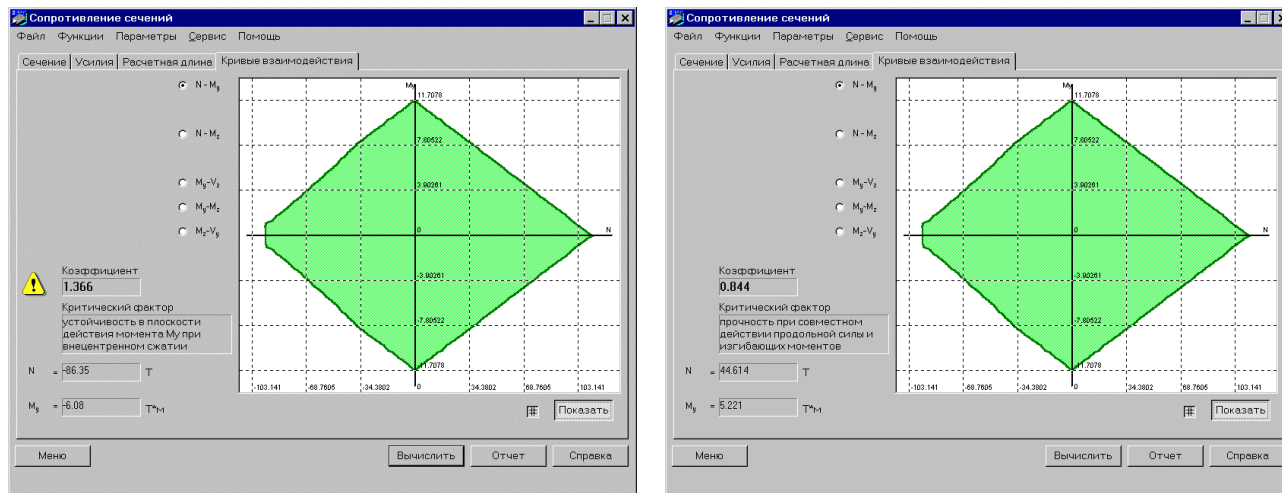 Сопротивление сечений
Файл Функции Параметры Сервис Помощь
Сечение Усилия Расчетная длина Кривые взаимодействия
N - My
N - Mz
My-Vz
My-Mz
Mz-Vy
Коэффициент
1.366
Критический фактор
устойчивость в плоскости
действия момента My при
внецентренном сжатии
N = -86.35 Т
My = -6.08 Т*м
My
11.7078
7.80522
3.90261
0
N
-3.90261
-7.80522
-11.7078
-103.141 -68.7605 -34.3802 0 34.3802 68.7605 103.141
Показать
Меню Вычислить Отчет Справка
Сопротивление сечений
Файл Функции Параметры Сервис Помощь
Сечение Усилия Расчетная длина Кривые взаимодействия
N - My
N - Mz
My-Vz
My-Mz
Mz-Vy
Коэффициент
0.844
Критический фактор
прочность при совместном
действии продольной силы и
изгибающих моментов
N = 44.614 Т
My = 5.221 Т*м
My
11.7078
7.80522
3.90261
0
N
-3.90261
-7.80522
-11.7078
-103.141 -68.7605 -34.3802 0 34.3802 68.7605 103.141
Показать
Меню Вычислить Отчет Справка